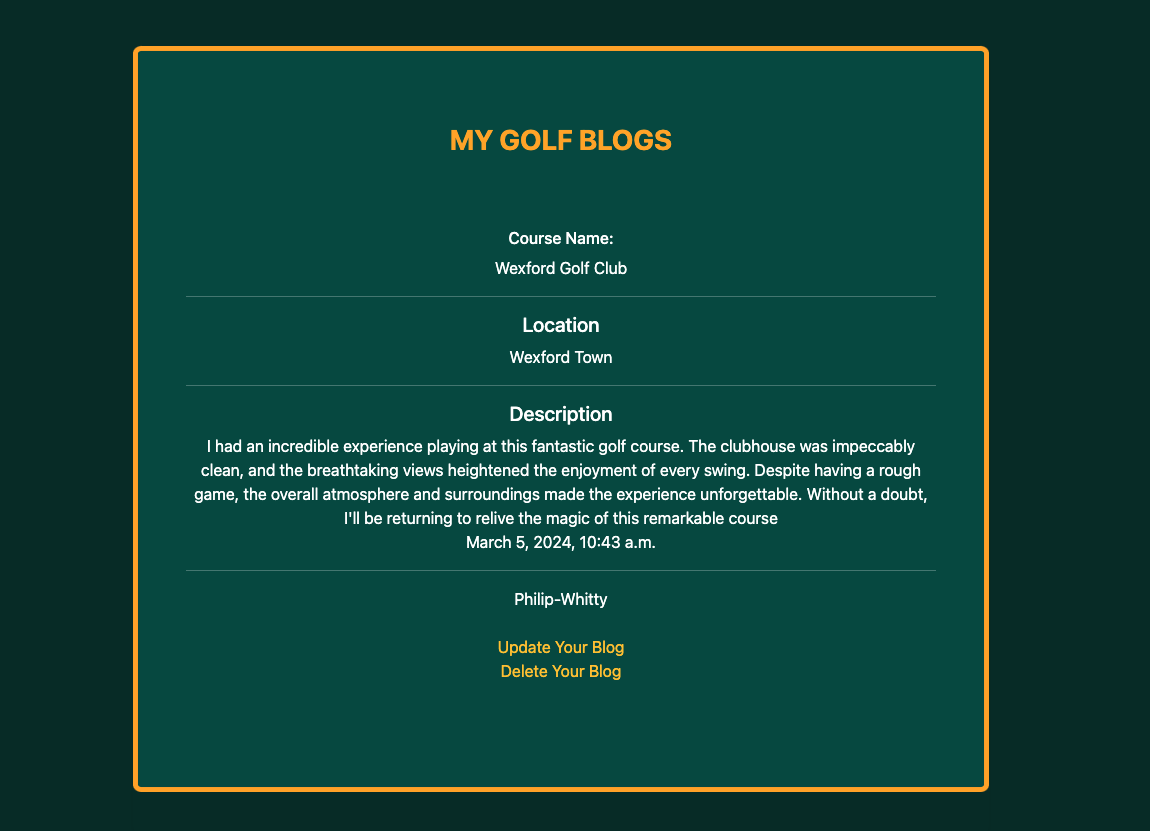 MY GOLF BLOGS
Course Name:
Wexford Golf Club
Location
Wexford Town
Description
I had an incredible experience playing at this fantastic golf course. The clubhouse was impeccably
clean, and the breathtaking views heightened the enjoyment of every swing. Despite having a rough
game, the overall atmosphere and surroundings made the experience unforgettable. Without a doubt,
I'll be returning to relive the magic of this remarkable course
March 5, 2024, 10:43 a.m.
Philip-Whitty
Update Your Blog
Delete Your Blog